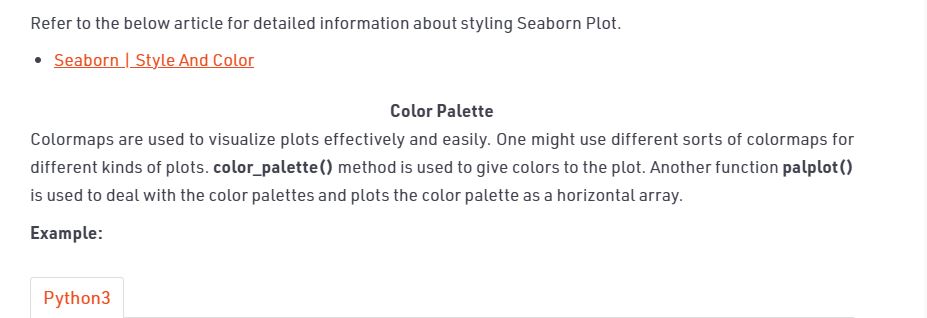 Refer to the below article for detailed information about styling Seaborn Plot.
Seaborn | Style And Color
Color Palette
Colormaps are used to visualize plots effectively and easily. One might use different sorts of colormaps for
different kinds of plots. color_palette() method is used to give colors to the plot. Another function palplot()
is used to deal with the color palettes and plots the color palette as a horizontal array.
Example:
Python3